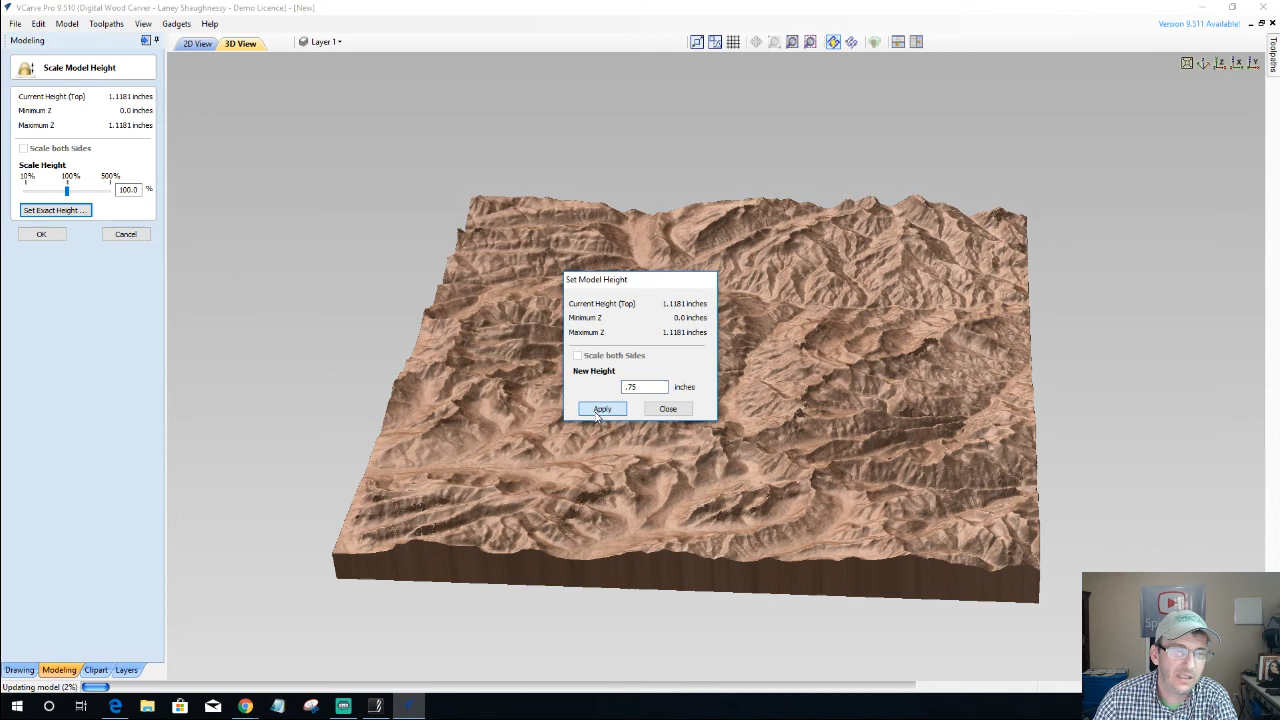 VCarve Pro 9.510 {Digital Wood Carver - Laney Shaughnessy - Demo Licence} - [New]
File Edit Model Toolpaths View Gadgets Help
Version 9.511 Available!
Modeling
2D View 3D View Layer 1
Toolpaths
Scale Model Height
Current Height (Top) 1.1181 inches
Minimum Z 0.0 inches
Maximum Z 1.1181 inches
Scale both Sides
Scale Height
10% 100% 500%
100.0 %
Set Exact Height ...
OK Cancel
Set Model Height
Current Height (Top) 1.1181 inches
Minimum Z 0.0 inches
Maximum Z 1.1181 inches
Scale both Sides
New Height
.75 inches
Apply Close
Drawing Modeling Clipart Layers
Updating model (2%)